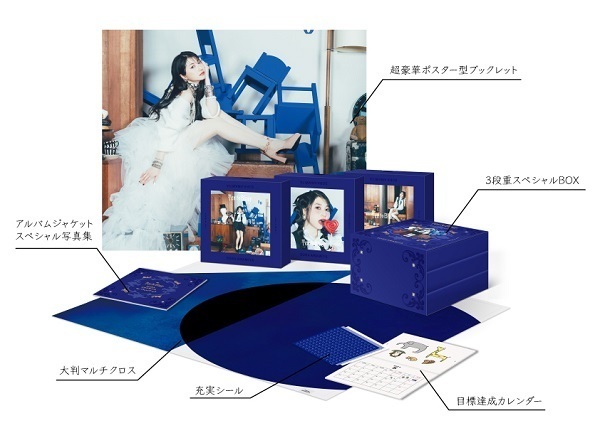 超豪華ポスター型ブックレット
3段重スペシャルBOX
アルバムジャケット
スペシャル写真集
大判マルチクロス
充実シール
目標達成カレンダー